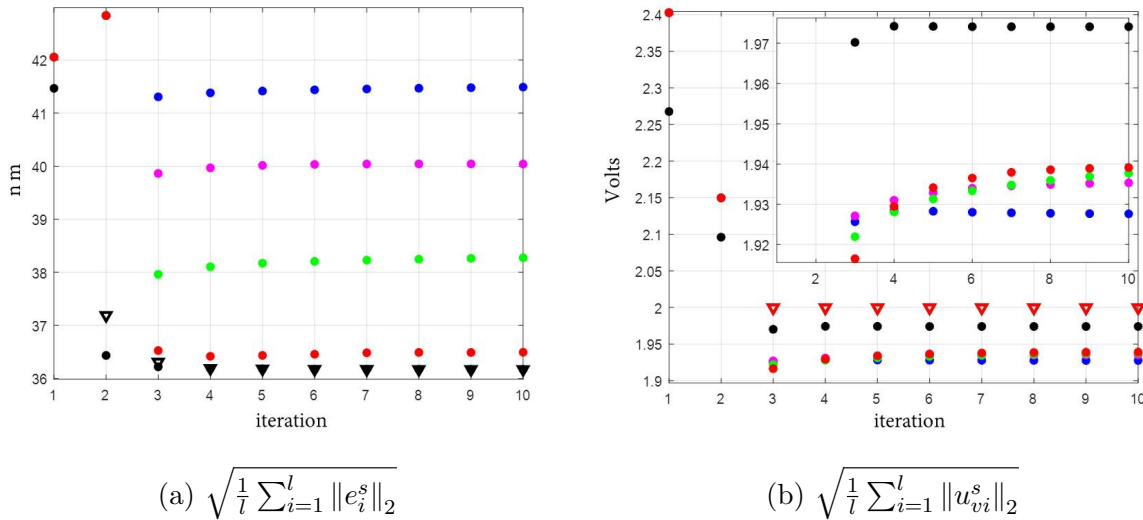 42
41
40
39
38
37
36
n m
1 2 3 4 5 6 7 8 9 10
iteration
2.4
2.35
2.3
2.25
2.2
2.15
2.1
2.05
2
1.95
1.9
Volts
1.97
1.96
1.95
1.94
1.93
1.92
2 4 6 8 10
1 2 3 4 5 6 7 8 9 10
iteration
(a) $\sqrt{\frac{1}{l}\sum_{i=1}^{l}\|e_i^s\|_2}$
(b) $\sqrt{\frac{1}{l}\sum_{i=1}^{l}\|u_{vi}^s\|_2}$